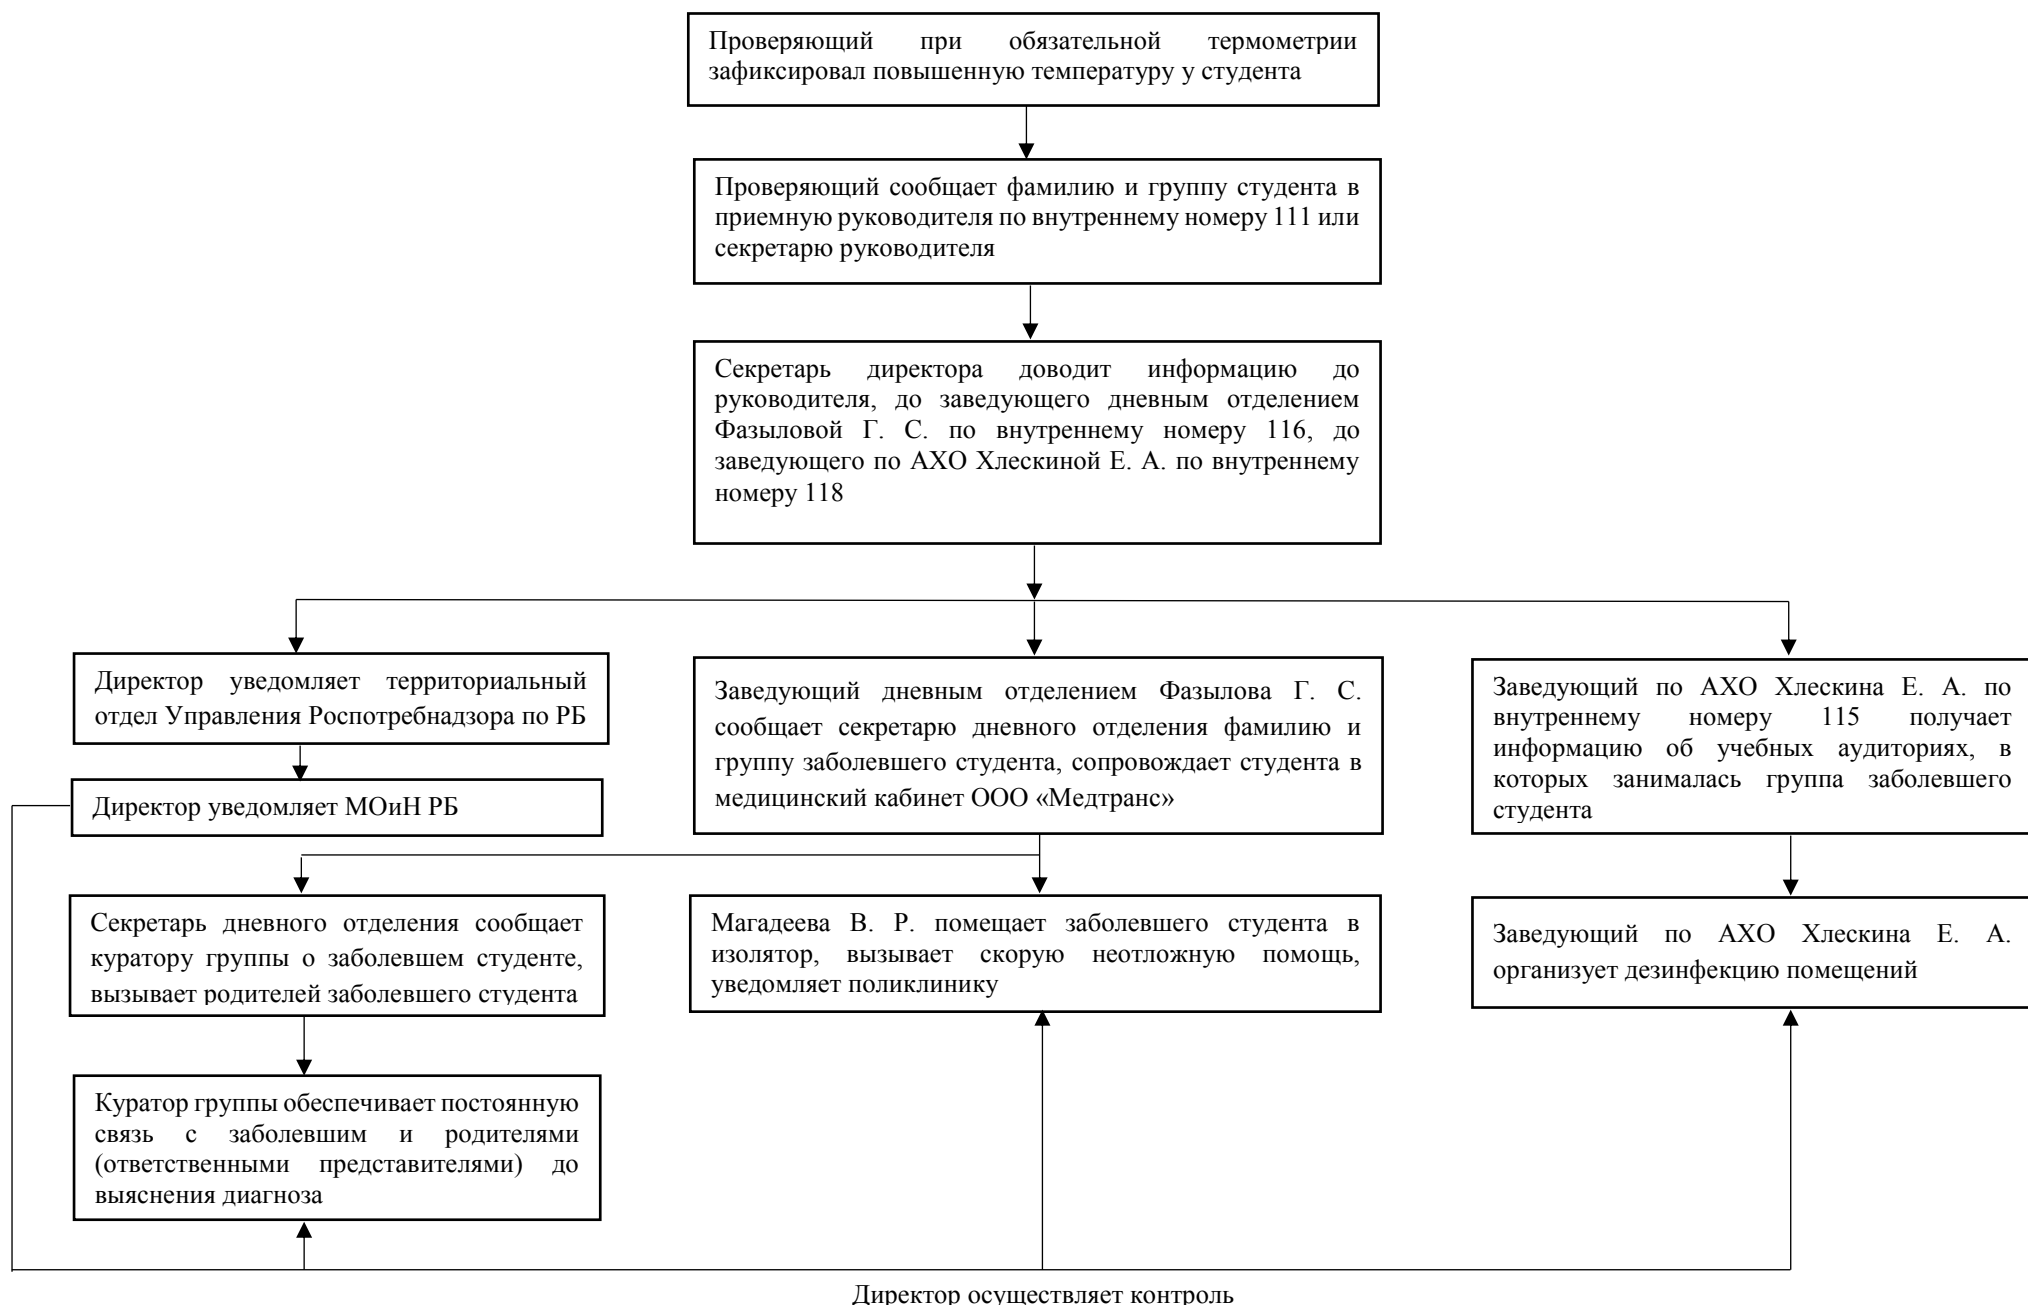 Проверяющий при обязательной термометрии
зафиксировал повышенную температуру у студента
Проверяющий сообщает фамилию и группу студента в
приемную руководителя по внутреннему номеру 111 или
секретарю руководителя
Секретарь директора доводит информацию до
руководителя, до заведующего дневным отделением
Фазыловой Г. С. по внутреннему номеру 116, до
заведующего по АХО Хлескиной Е. А. по внутреннему
номеру 118
Директор уведомляет территориальный
отдел Управления Роспотребнадзора по РБ
Директор уведомляет МОиН РБ
Заведующий дневным отделением Фазылова Г. С.
сообщает секретарю дневного отделения фамилию и
группу заболевшего студента, сопровождает студента в
медицинский кабинет ООО «Медтранс»
Заведующий по АХО Хлескина Е. А. по
внутреннему номеру 115 получает
информацию об учебных аудиториях, в
которых занималась группа заболевшего
студента
Секретарь дневного отделения сообщает
куратору группы о заболевшем студенте,
вызывает родителей заболевшего студента
Магадеева В. Р. помещает заболевшего студента в
изолятор, вызывает скорую неотложную помощь,
уведомляет поликлинику
Заведующий по АХО Хлескина Е. А.
организует дезинфекцию помещений
Куратор группы обеспечивает постоянную
связь с заболевшим и родителями
(ответственными представителями) до
выяснения диагноза
Директор осуществляет контроль